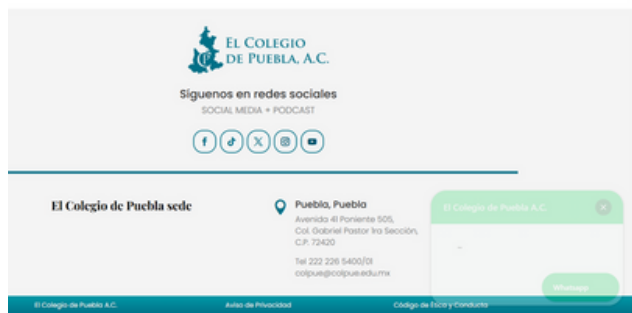 EL COLEGIO
DE PUEBLA, A.C.
Síguenos en redes sociales
SOCIAL MEDIA + PODCAST
El Colegio de Puebla sede
Puebla, Puebla
Avenida 41 Poniente 505,
Col. Gabriel Pastor 1ra Sección,
C.P. 72420
Tel 222 226 5400/01
colpue@colpue.edu.mx
El Colegio de Puebla A.C.
Whatsapp
El Colegio de Puebla A.C.
Aviso de Privacidad
Código de Ética y Conducta